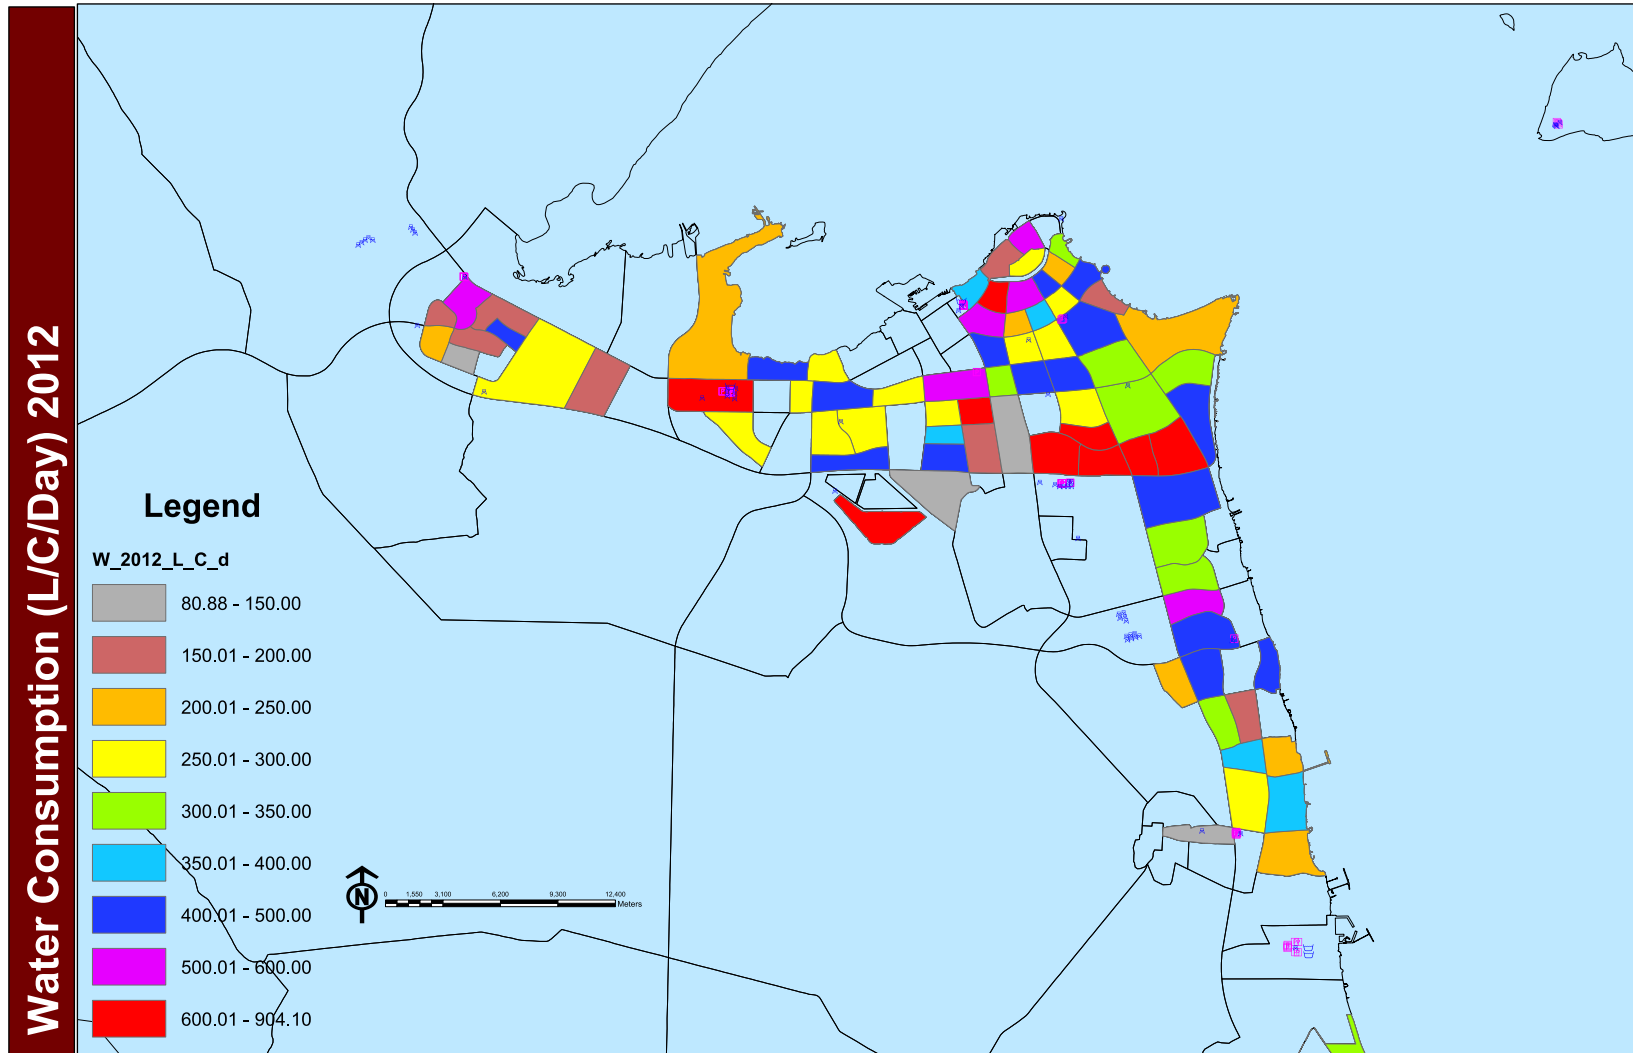 Water Consumption (L/C/Day) 2012
Legend
W_2012_L_C_d
80.88 - 150.00
150.01 - 200.00
200.01 - 250.00
250.01 - 300.00
300.01 - 350.00
350.01 - 400.00
400.01 - 500.00
500.01 - 600.00
600.01 - 904.10
N
0 1,550 3,100 6,200 9,300 12,400
Meters